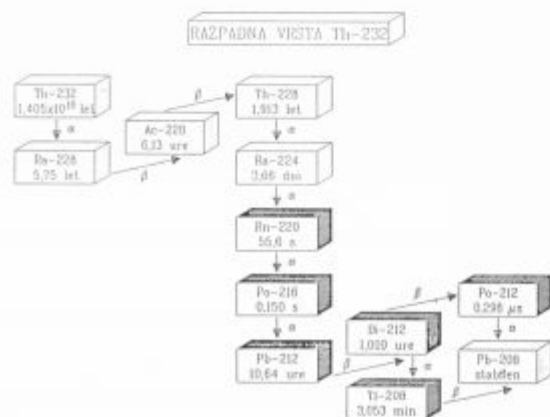 RAZPADNA VRSTA Th-232
Th-232
1,405x10¹⁰ let
α
Ra-228
5,75 let
β
Ac-228
6,13 ure
β
Th-228
1,913 let
α
Ra-224
3,66 dni
α
Rn-220
55,6 s
α
Po-216
0,150 s
α
Pb-212
10,64 ure
β
Bi-212
1,009 ure
β
α
Po-212
0,298 μs
α
Tl-208
3,053 min
β
Pb-208
stabilen